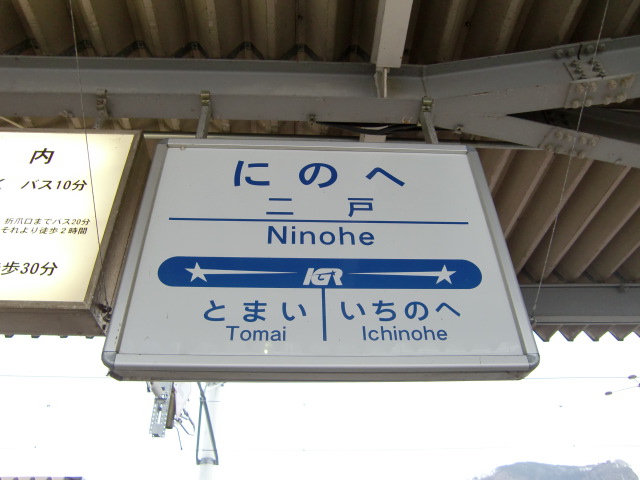 内
バス10分
折爪口までバス20分
それより徒歩2時間
歩30分
にのへ
二 戸
Ninohe
IGR
とまい いちのへ
Tomai Ichinohe